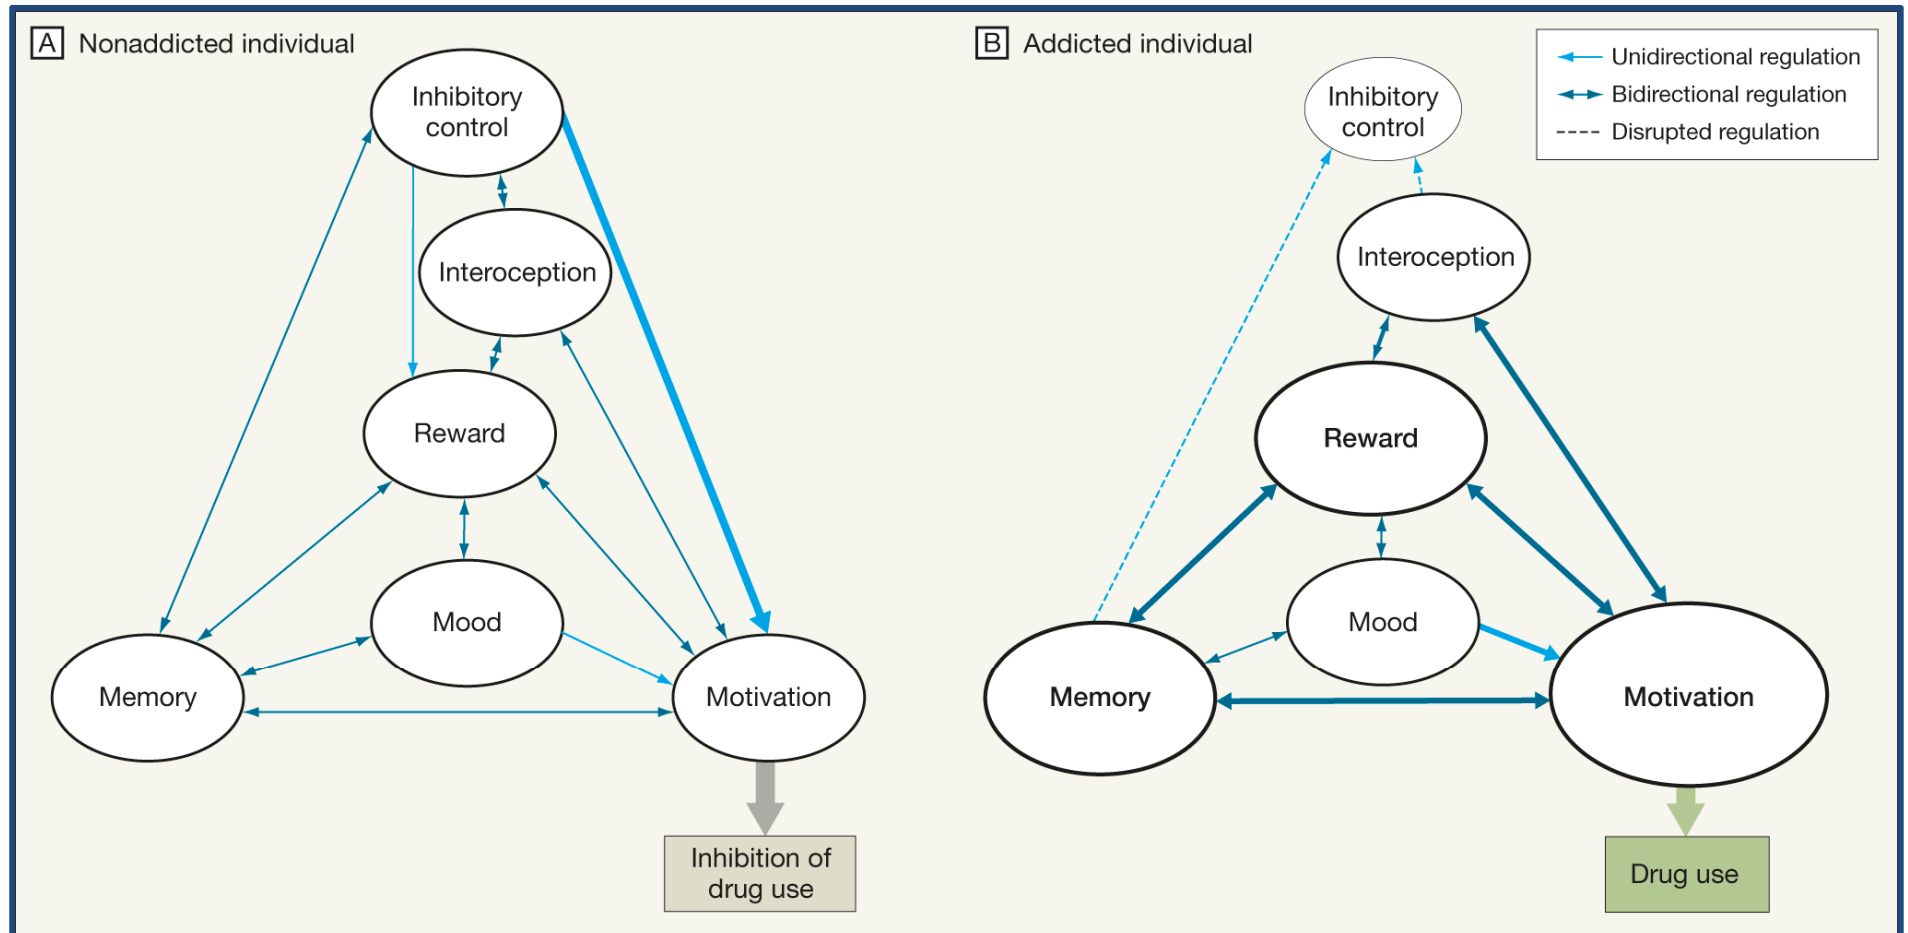 A Nonaddicted individual
Inhibitory
control
Interoception
Reward
Mood
Memory
Motivation
Inhibition of
drug use
B Addicted individual
Unidirectional regulation
Bidirectional regulation
Disrupted regulation
Inhibitory
control
Interoception
Reward
Mood
Memory
Motivation
Drug use